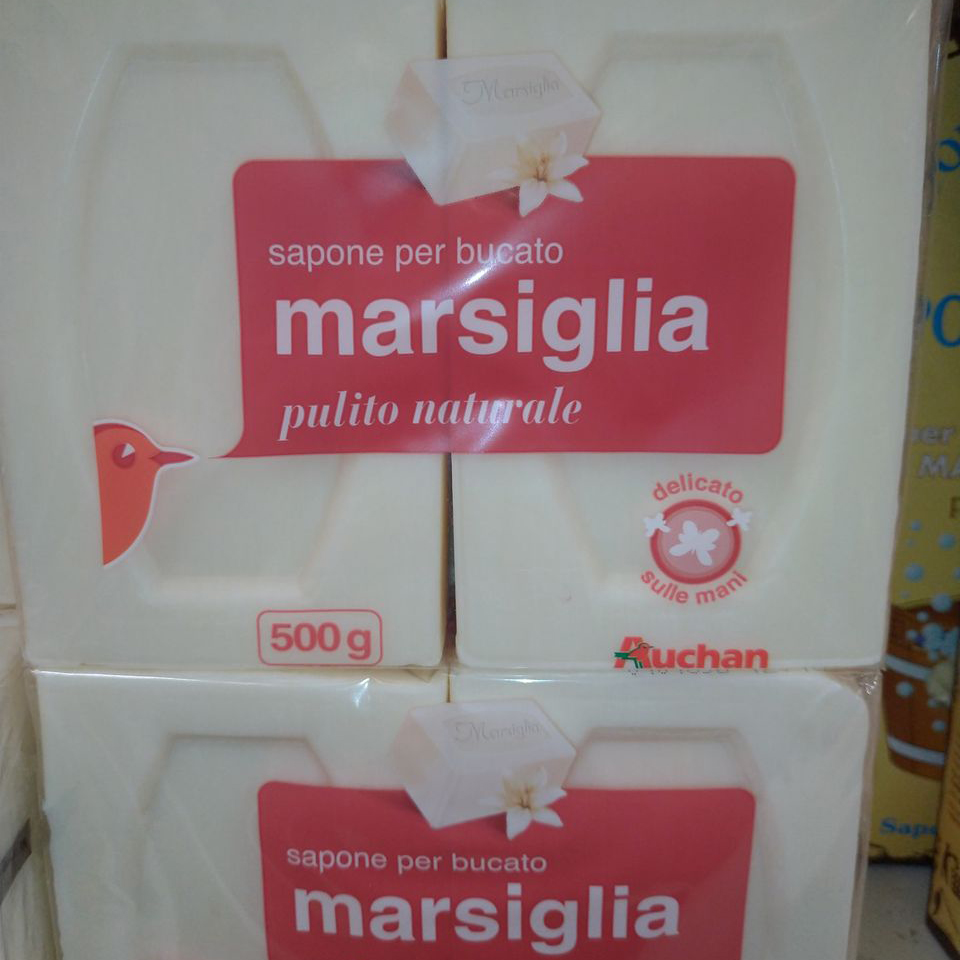 Marsiglia
sapone per bucato
marsiglia
pulito naturale
delicato
sulle mani
500 g
Auchan
Marsiglia
sapone per bucato
marsiglia